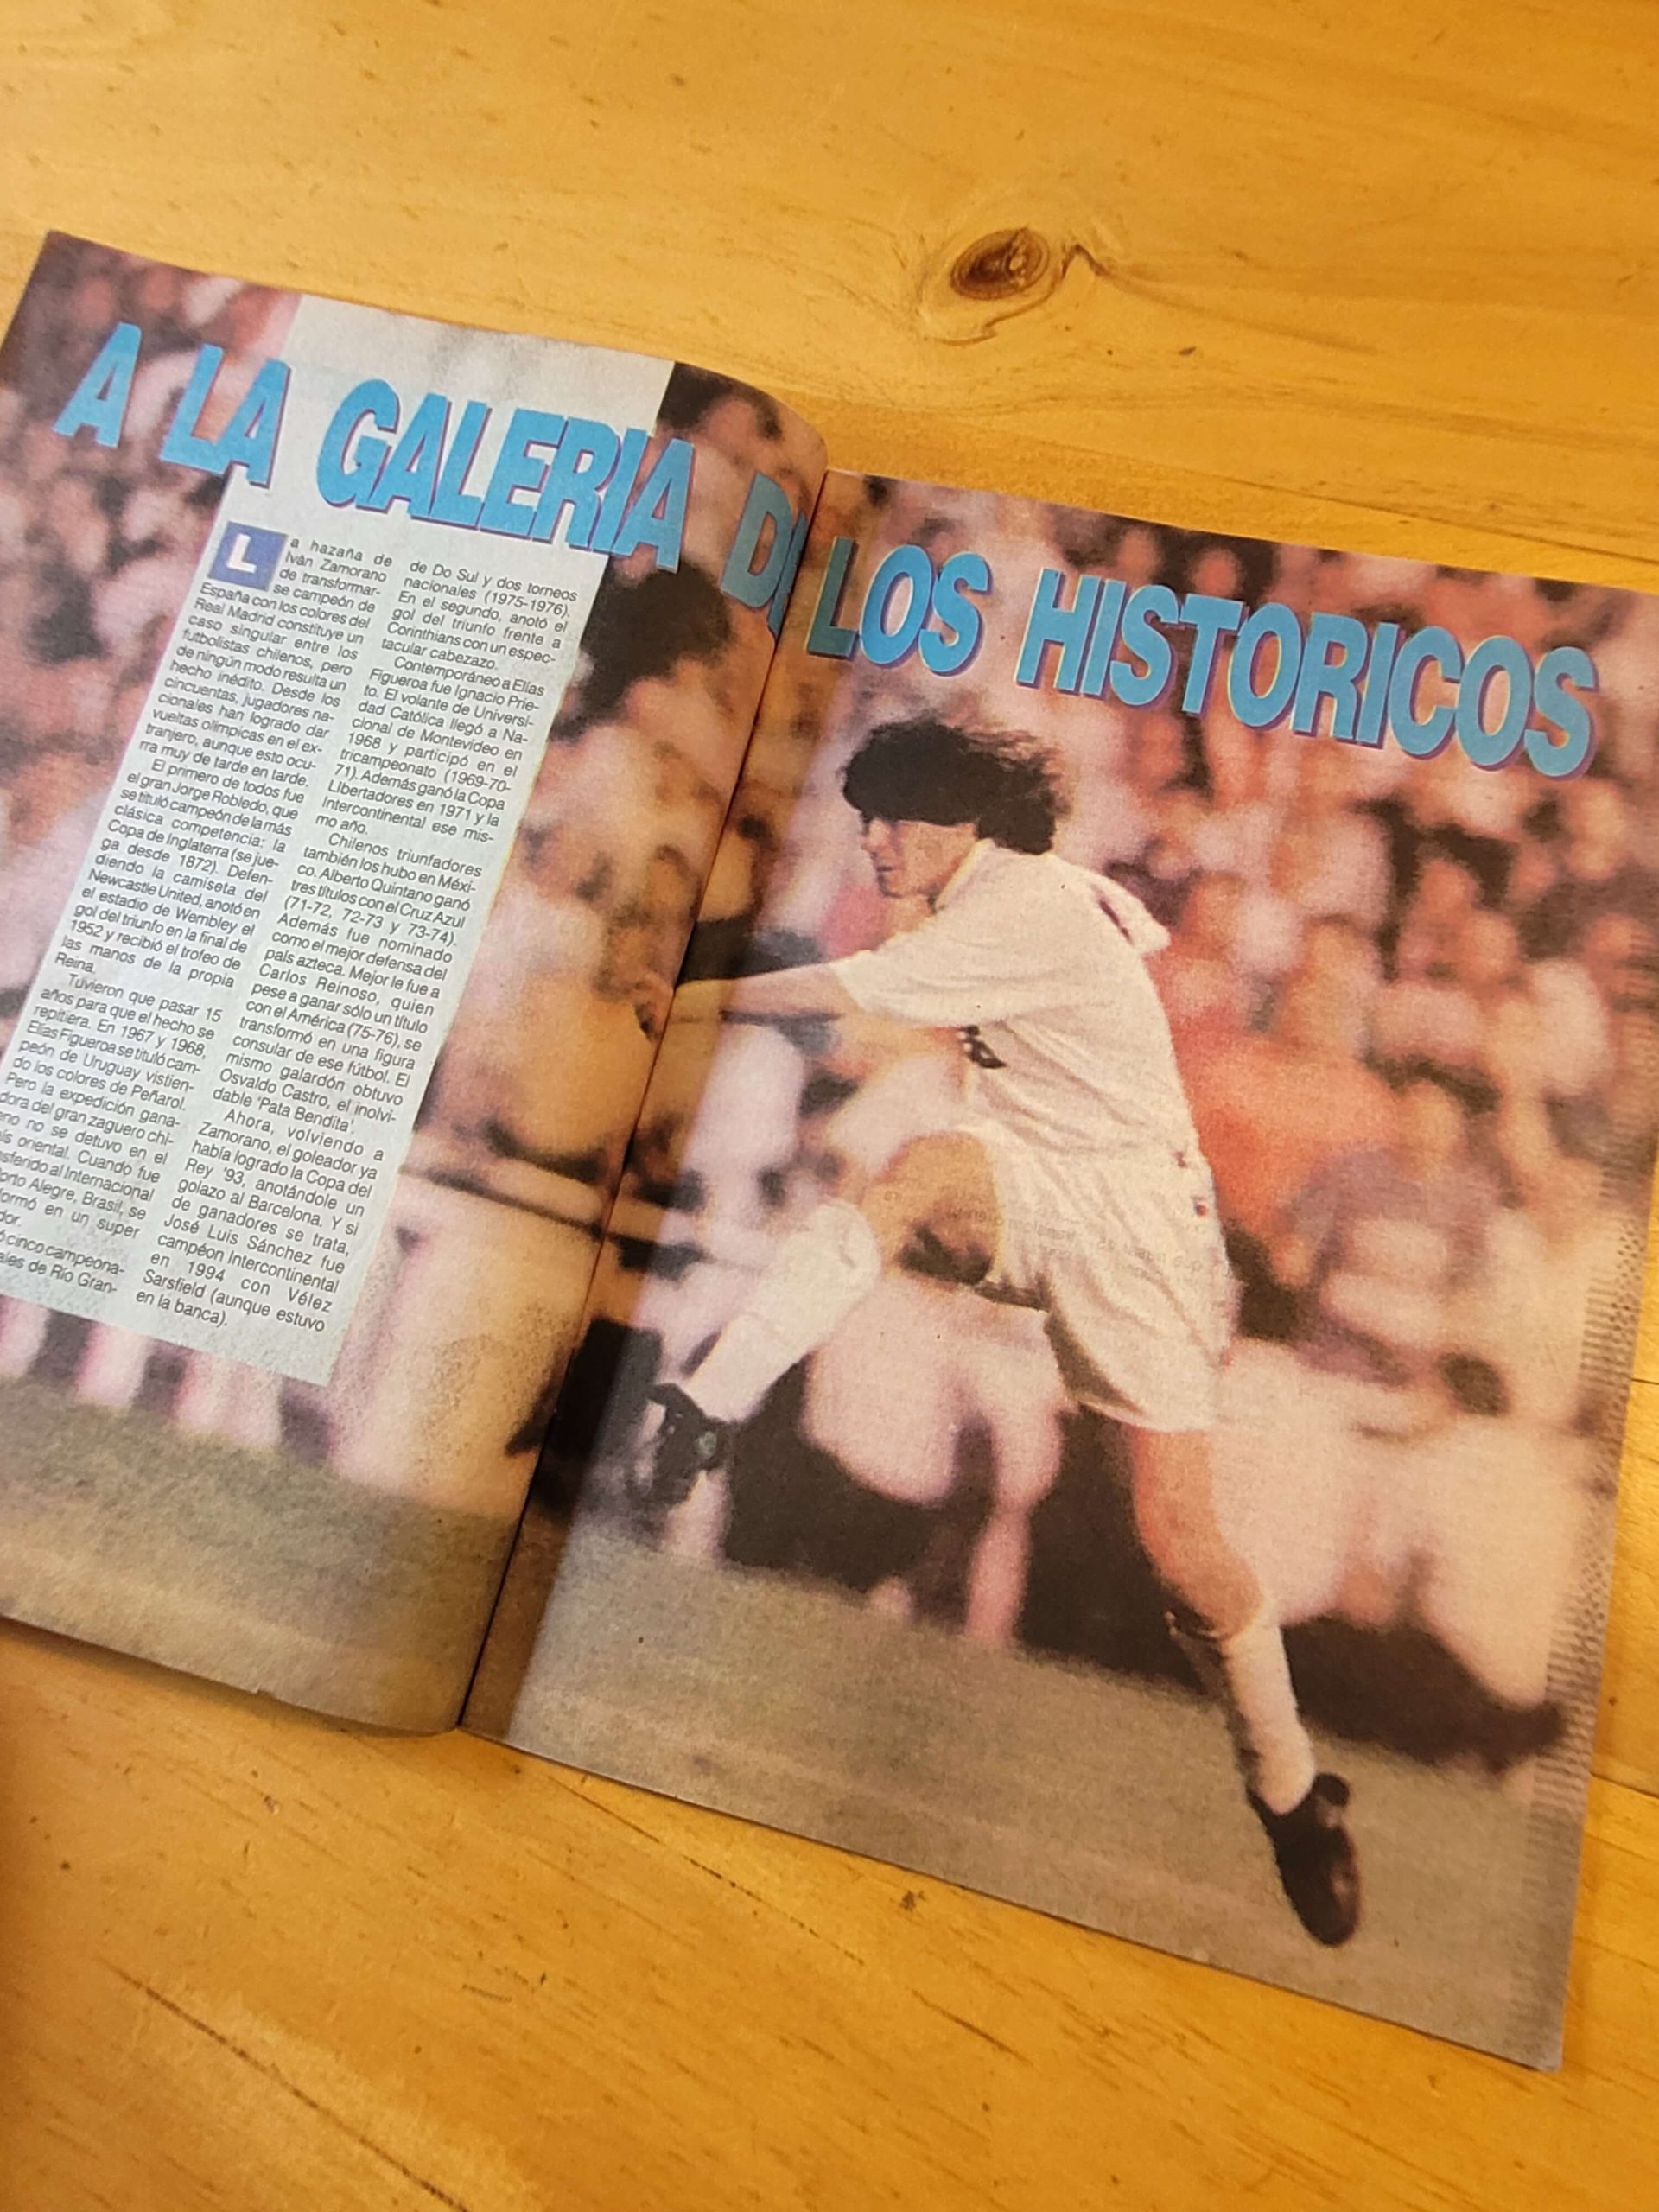 A LA GALERIA DE LOS HISTORICOS
La hazaña de
Iván Zamorano
de transformar-
se campeón de
España con los colores del
Real Madrid constituye un
caso singular entre los
futbolistas chilenos, pero
de ningún modo resulta un
hecho inédito. Desde los
cincuentas, jugadores na-
cionales han logrado dar
vueltas olímpicas en el ex-
tranjero, aunque esto ocu-
rra muy de tarde en tarde.
El primero de todos fue
el gran Jorge Robledo, que
se tituló campeón de la más
clásica competencia: la
Copa de Inglaterra (se jue-
ga desde 1872). Defen-
diendo la camiseta del
Newcastle United, anotó en
el estadio de Wembley el
gol del triunfo en la final de
1952 y recibió el trofeo de
las manos de la propia
Reina.
Tuvieron que pasar 15
años para que el hecho se
repitiera. En 1967 y 1968,
Elías Figueroa se tituló cam-
peón de Uruguay vistien-
do los colores de Peñarol.
Pero la expedición gana-
dora del gran zaguero chi-
no se detuvo en el
oriental. Cuando fue
al Internacional
Alegre, Brasil, se
en un super
cinco campeona-
de Río Gran-
de Do Sul y dos torneos
nacionales (1975-1976).
En el segundo, anotó el
gol del triunfo frente a
Corinthians con un espec-
tacular cabezazo.
Contemporáneo a Elías
Figueroa fue Ignacio Prie-
to. El volante de Universi-
dad Católica llegó a Na-
cional de Montevideo en
1968 y participó en el
tricampeonato (1969-70-
71). Además ganó la Copa
Libertadores en 1971 y la
Intercontinental ese mis-
mo año.
Chilenos triunfadores
también los hubo en Méxi-
co. Alberto Quintano ganó
tres títulos con el Cruz Azul
(71-72, 72-73 y 73-74).
Además fue nominado
como el mejor defensa del
país azteca. Mejor le fue a
Carlos Reinoso, quien
pese a ganar sólo un título
con el América (75-76), se
transformó en una figura
consular de ese fútbol. El
mismo galardón obtuvo
Osvaldo Castro, el inolvi-
dable 'Pata Bendita'.
Ahora, volviendo a
Zamorano, el goleador ya
había logrado la Copa del
Rey '93, anotándole un
golazo al Barcelona. Y si
de ganadores se trata,
José Luis Sánchez fue
campéon Intercontinental
en 1994 con Vélez
Sarsfield (aunque estuvo
en la banca).